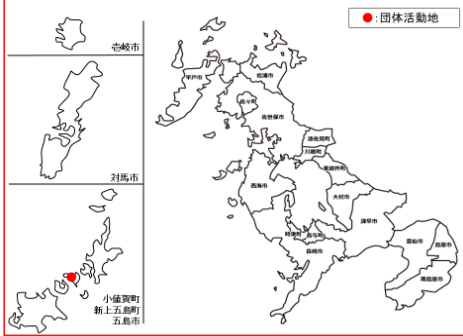 ●:団体活動地
壱岐市
対馬市
小値賀町
新上五島町
五島市
平戸市
松浦市
佐々町
佐世保市
波佐見町
川棚町
東彼杵町
西海市
大村市
時津町
長与町
諫早市
長崎市
雲仙市
島原市
南島原市